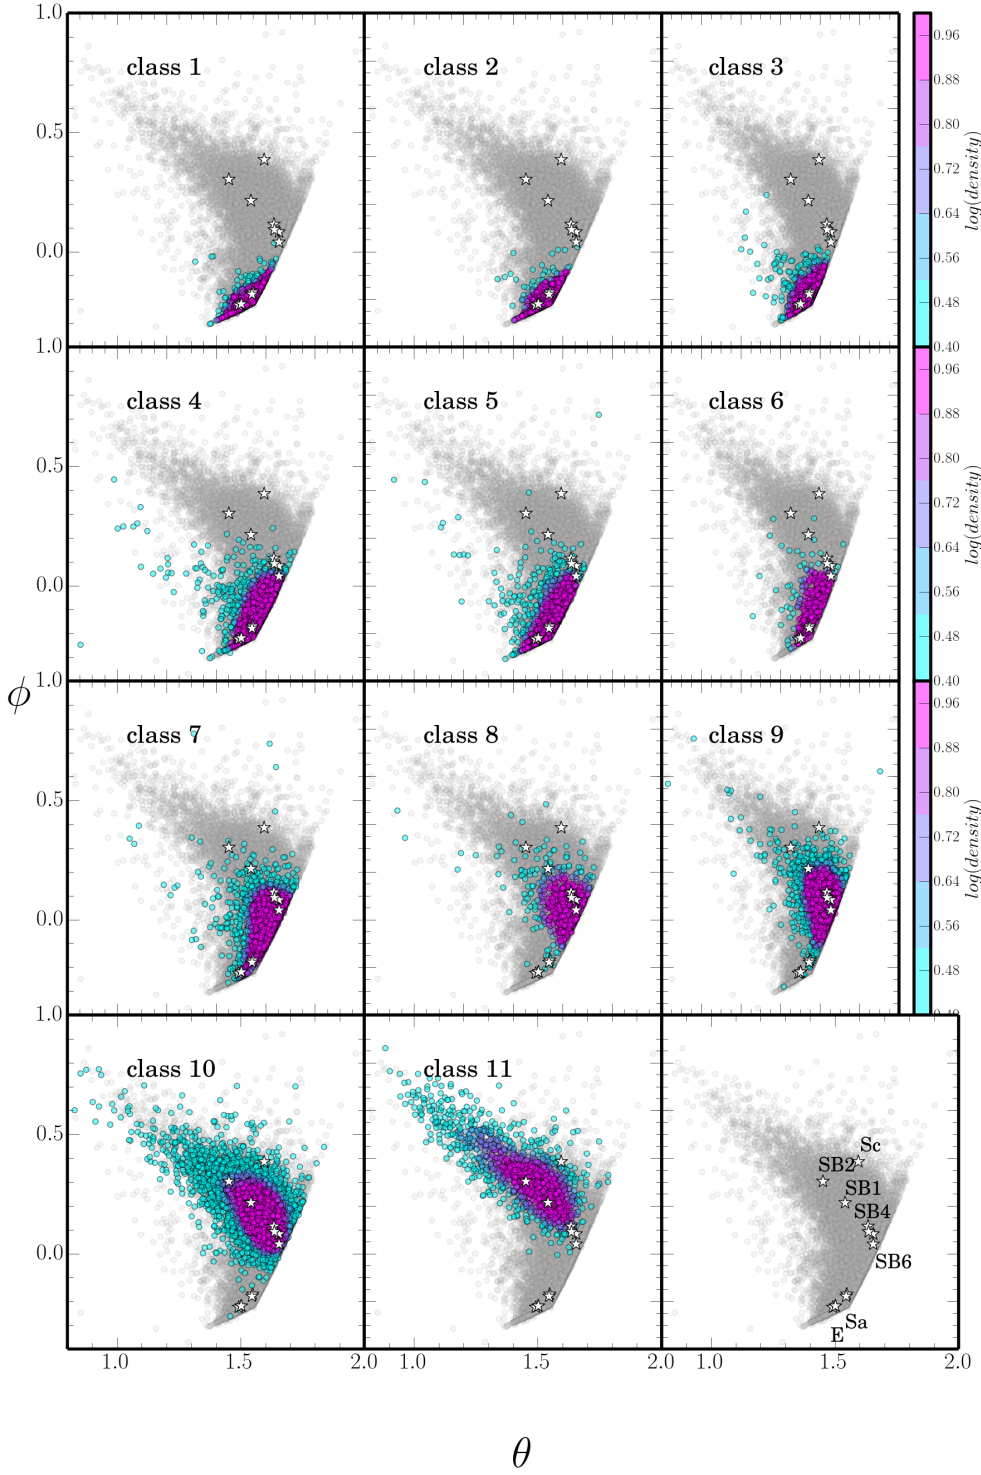 1.0
class 1
class 2
class 3
0.5
0.0
0.96
0.88
0.80
0.72
0.64
0.56
0.48
0.40
log(density)
1.0
class 4
class 5
class 6
0.5
0.0
0.96
0.88
0.80
0.72
0.64
0.56
0.48
0.40
log(density)
1.0
class 7
class 8
class 9
0.5
0.0
0.96
0.88
0.80
0.72
0.64
0.56
0.48
log(density)
ϕ
1.0
class 10
class 11
0.5
0.0
Sc
SB2
SB1
SB4
SB6
Sa
E
1.0 1.5 2.0
1.0 1.5 2.0
1.0 1.5 2.0
θ